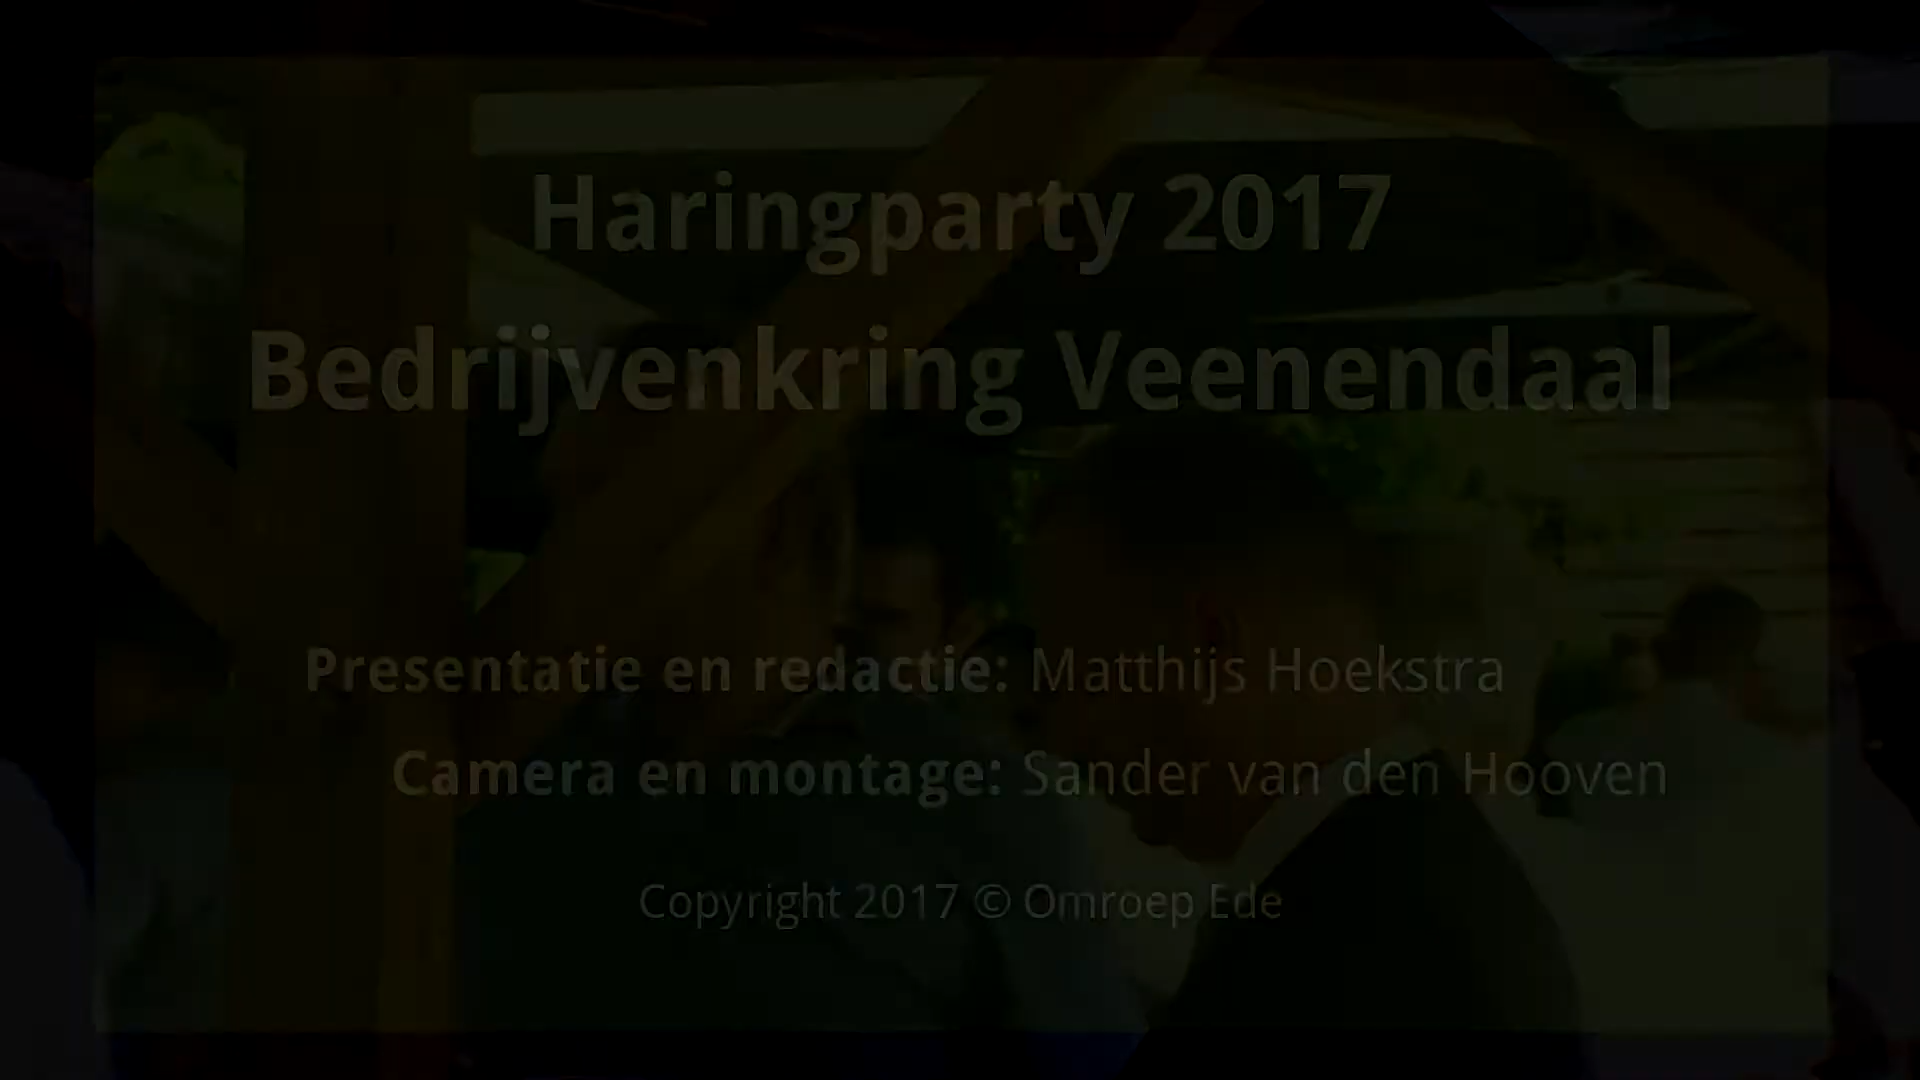 Haringparty 2017
Bedrijvenkring Veenendaal
Presentatie en redactie: Matthijs Hoekstra
Camera en montage: Sander van den Hooven
Copyright 2017 © Omroep Ede